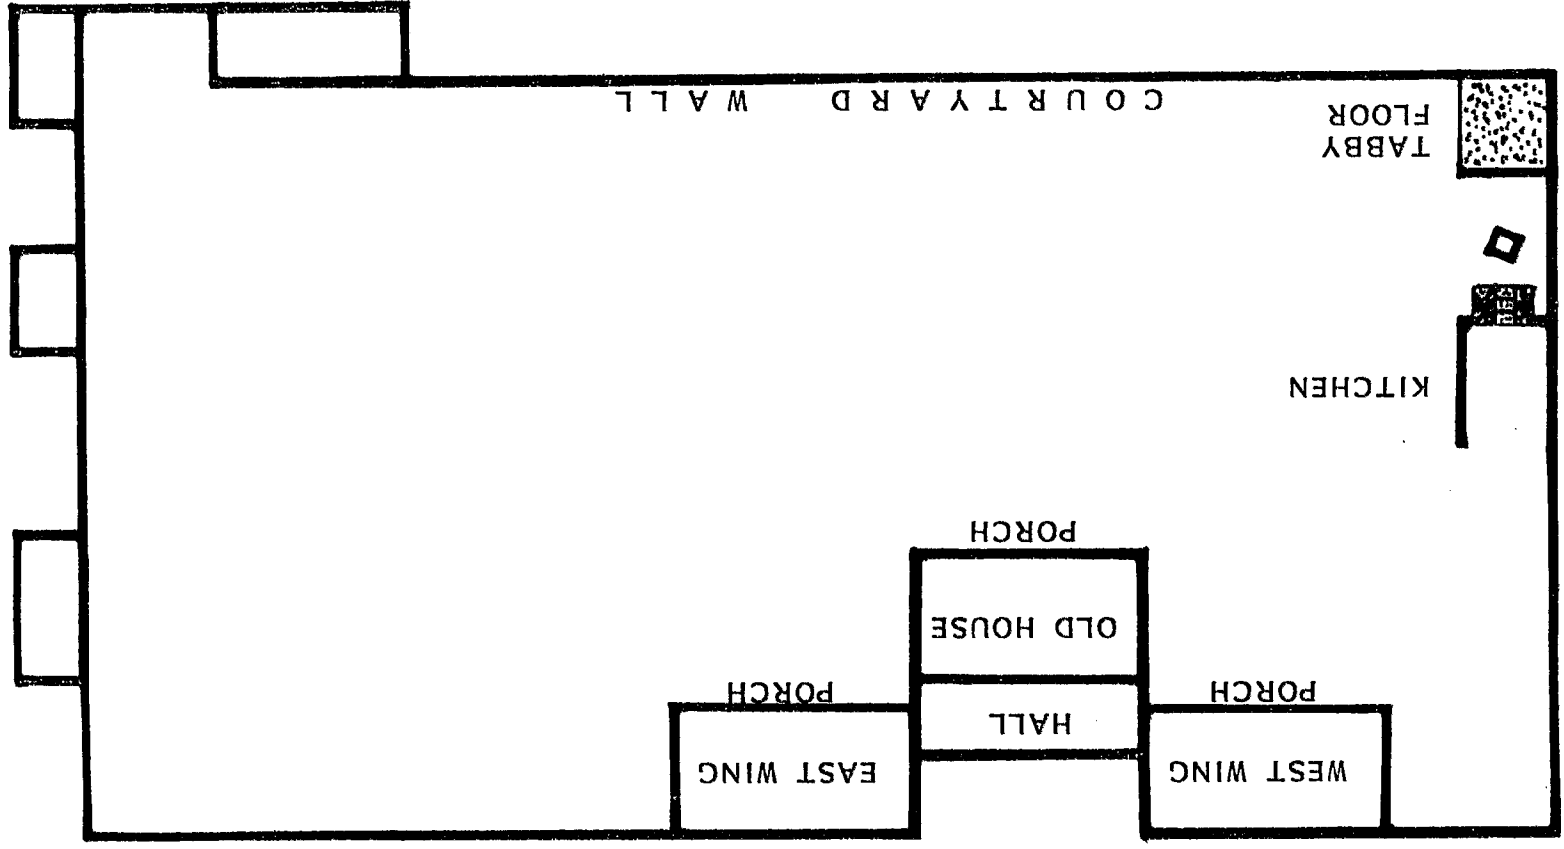 WEST WING
EAST WING
HALL
PORCH
PORCH
OLD HOUSE
PORCH
KITCHEN
TABBY
FLOOR
COURTYARD WALL